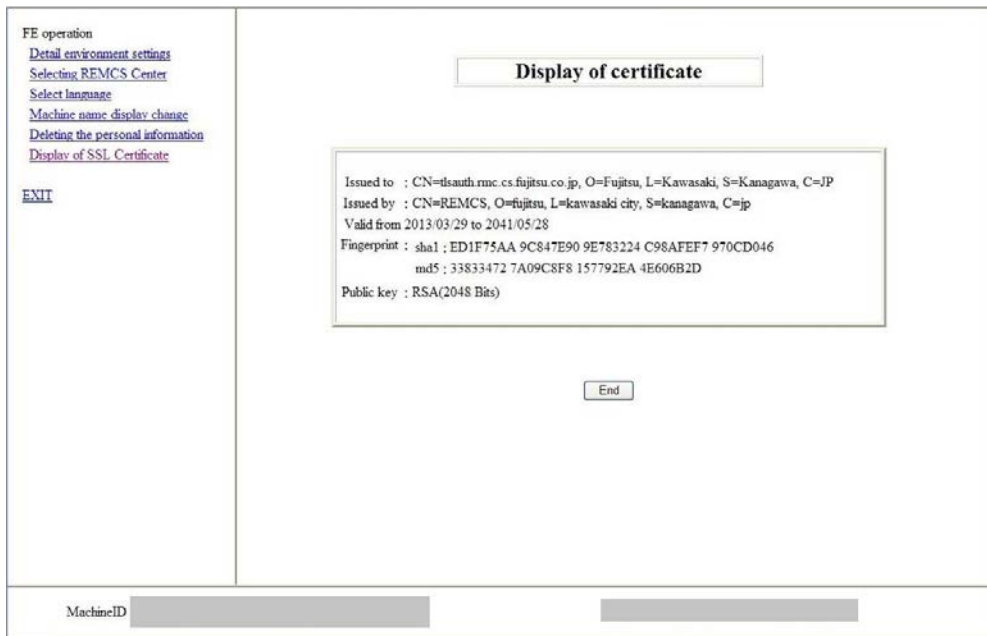 FE operation
Detail environment settings
Selecting REMCS Center
Select language
Machine name display change
Deleting the personal information
Display of SSL Certificate
EXIT
Display of certificate
Issued to : CN=tlsauth.rmc.cs.fujitsu.co.jp, O=Fujitsu, L=Kawasaki, S=Kanagawa, C=JP
Issued by : CN=REMCS, O=fujitsu, L=kawasaki city, S=kanagawa, C=jp
Valid from 2013/03/29 to 2041/05/28
Fingerprint : sha1 : ED1F75AA 9C847E90 9E783224 C98AFEF7 970CD046
md5 : 33833472 7A09C8F8 157792EA 4E606B2D
Public key : RSA(2048 Bits)
End
MachineID